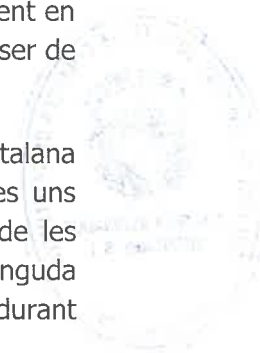 ent en
ser de
talana
es uns
de les
nguda
durant